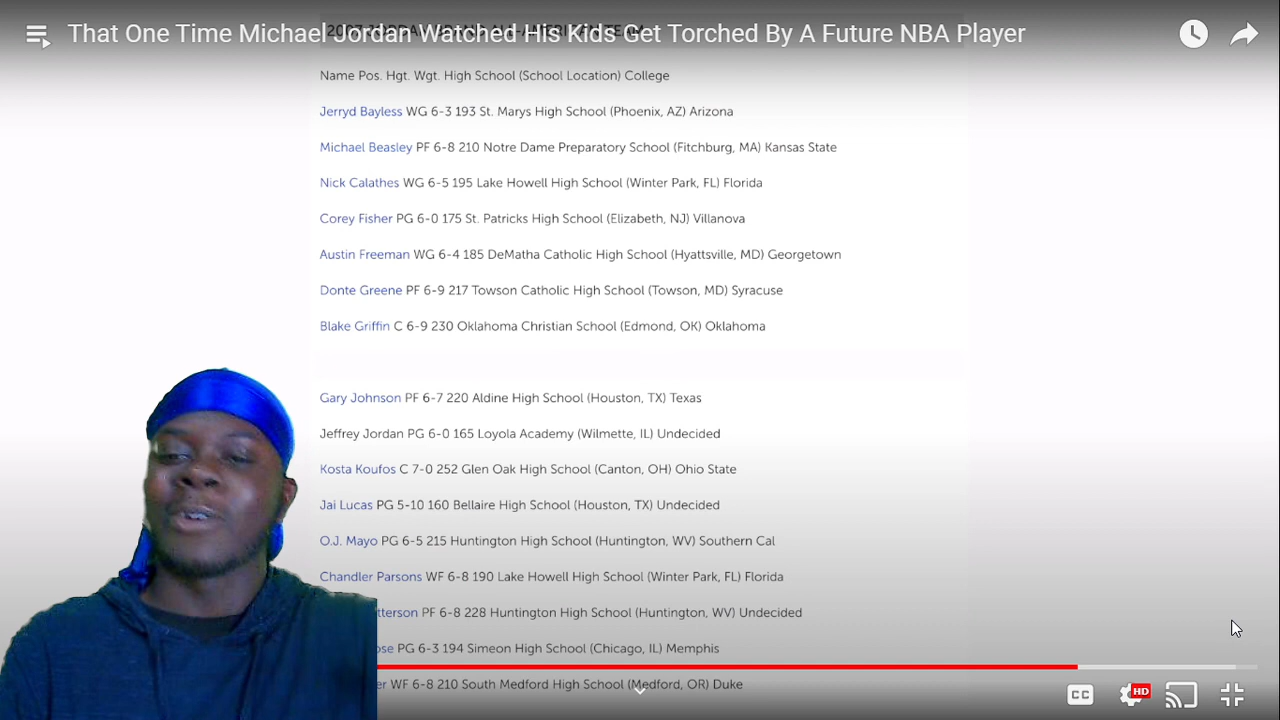 That One Time Michael Jordan Watched His Kids Get Torched By A Future NBA Player
Name Pos. Hgt. Wgt. High School (School Location) College
Jerryd Bayless WG 6-3 193 St. Marys High School (Phoenix, AZ) Arizona
Michael Beasley PF 6-8 210 Notre Dame Preparatory School (Fitchburg, MA) Kansas State
Nick Calathes WG 6-5 195 Lake Howell High School (Winter Park, FL) Florida
Corey Fisher PG 6-0 175 St. Patricks High School (Elizabeth, NJ) Villanova
Austin Freeman WG 6-4 185 DeMatha Catholic High School (Hyattsville, MD) Georgetown
Donte Greene PF 6-9 217 Towson Catholic High School (Towson, MD) Syracuse
Blake Griffin C 6-9 230 Oklahoma Christian School (Edmond, OK) Oklahoma
Gary Johnson PF 6-7 220 Aldine High School (Houston, TX) Texas
Jeffrey Jordan PG 6-0 165 Loyola Academy (Wilmette, IL) Undecided
Kosta Koufos C 7-0 252 Glen Oak High School (Canton, OH) Ohio State
Jai Lucas PG 5-10 160 Bellaire High School (Houston, TX) Undecided
O.J. Mayo PG 6-5 215 Huntington High School (Huntington, WV) Southern Cal
Chandler Parsons WF 6-8 190 Lake Howell High School (Winter Park, FL) Florida
tterson PF 6-8 228 Huntington High School (Huntington, WV) Undecided
ose PG 6-3 194 Simeon High School (Chicago, IL) Memphis
er WF 6-8 210 South Medford High School (Medford, OR) Duke
CC HD